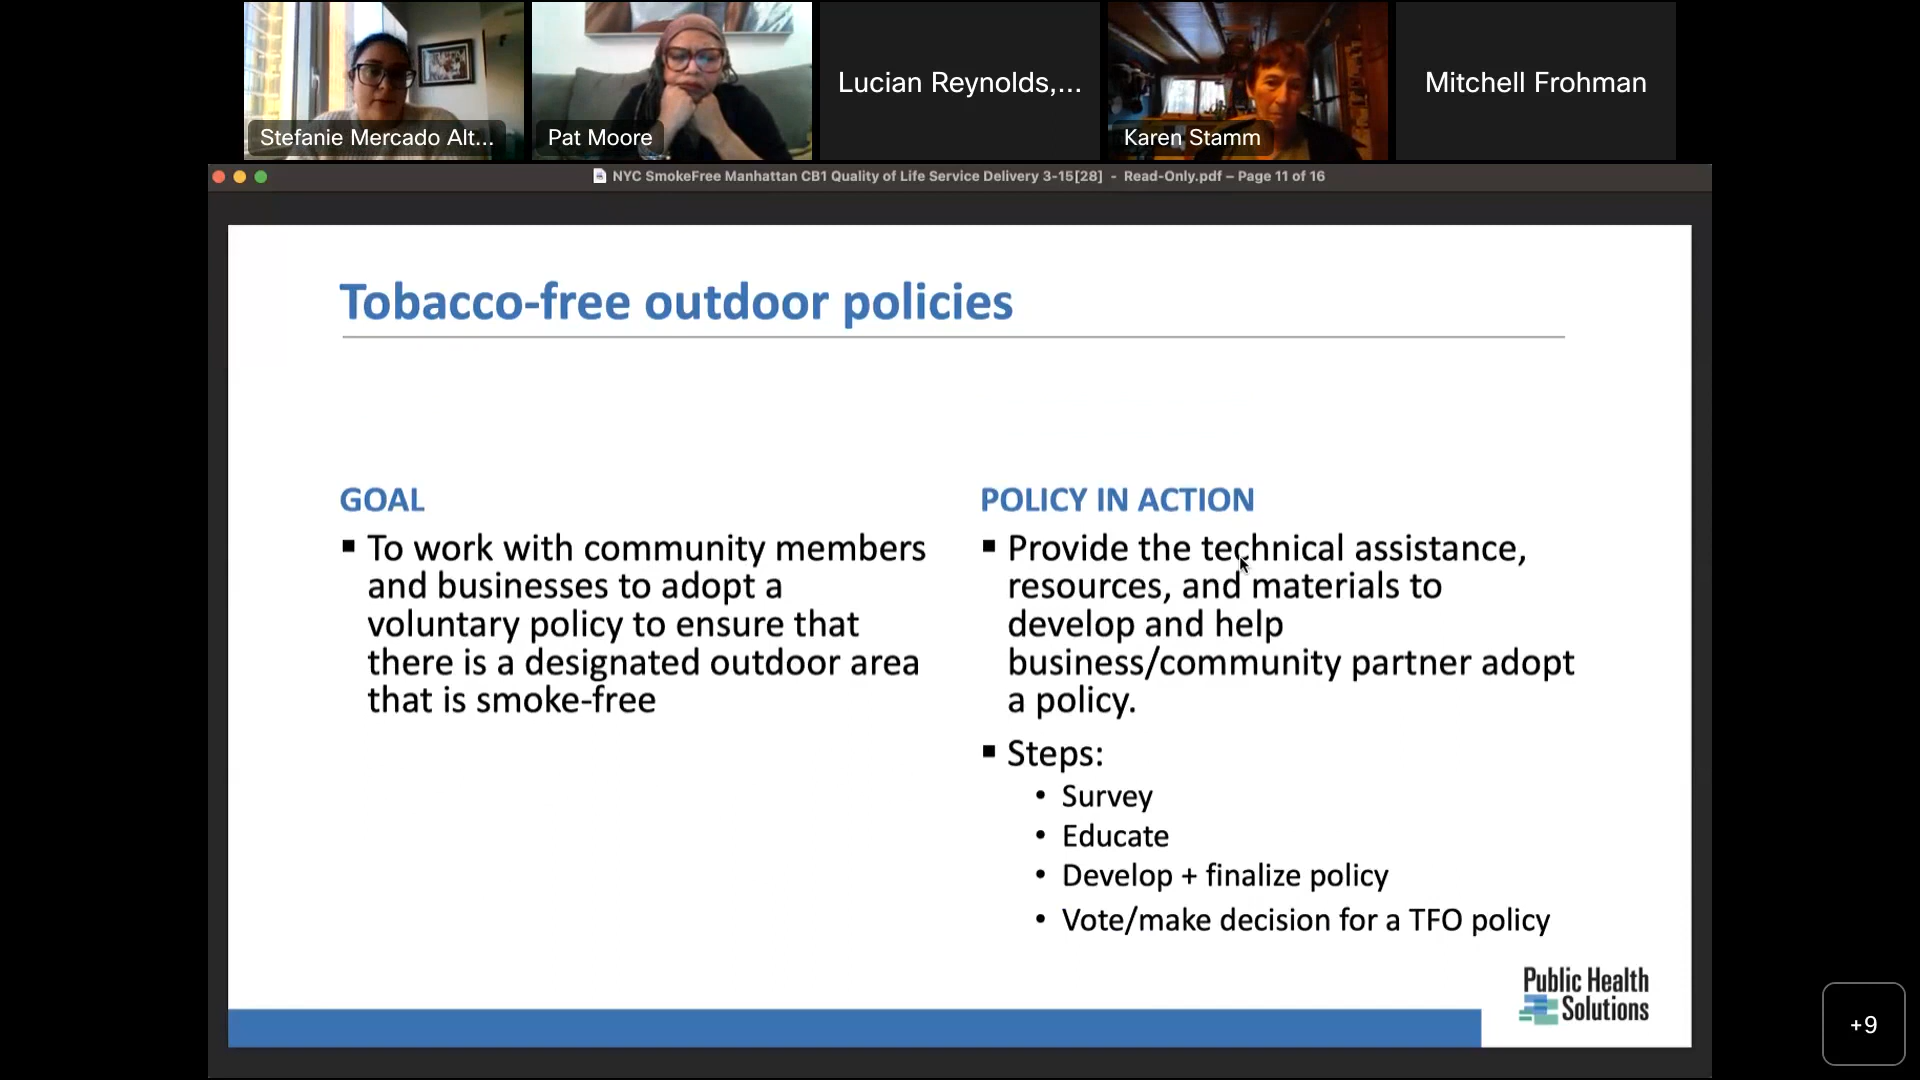 Stefanie Mercado Alt...
Pat Moore
Lucian Reynolds,...
Karen Stamm
Mitchell Frohman
NYC SmokeFree Manhattan CB1 Quality of Life Service Delivery 3-15[28] - Read-Only.pdf – Page 11 of 16
Tobacco-free outdoor policies
GOAL
▪ To work with community members
and businesses to adopt a
voluntary policy to ensure that
there is a designated outdoor area
that is smoke-free
POLICY IN ACTION
▪ Provide the technical assistance,
resources, and materials to
develop and help
business/community partner adopt
a policy.
▪ Steps:
• Survey
• Educate
• Develop + finalize policy
• Vote/make decision for a TFO policy
Public Health
Solutions
+9